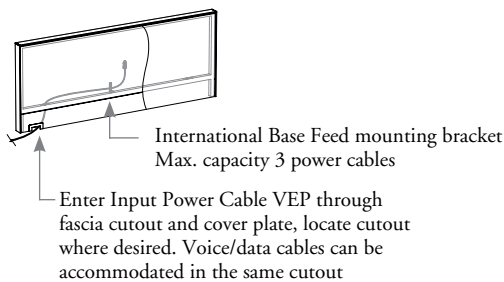 International Base Feed mounting bracket
Max. capacity 3 power cables
Enter Input Power Cable VEP through
fascia cutout and cover plate, locate cutout
where desired. Voice/data cables can be
accommodated in the same cutout